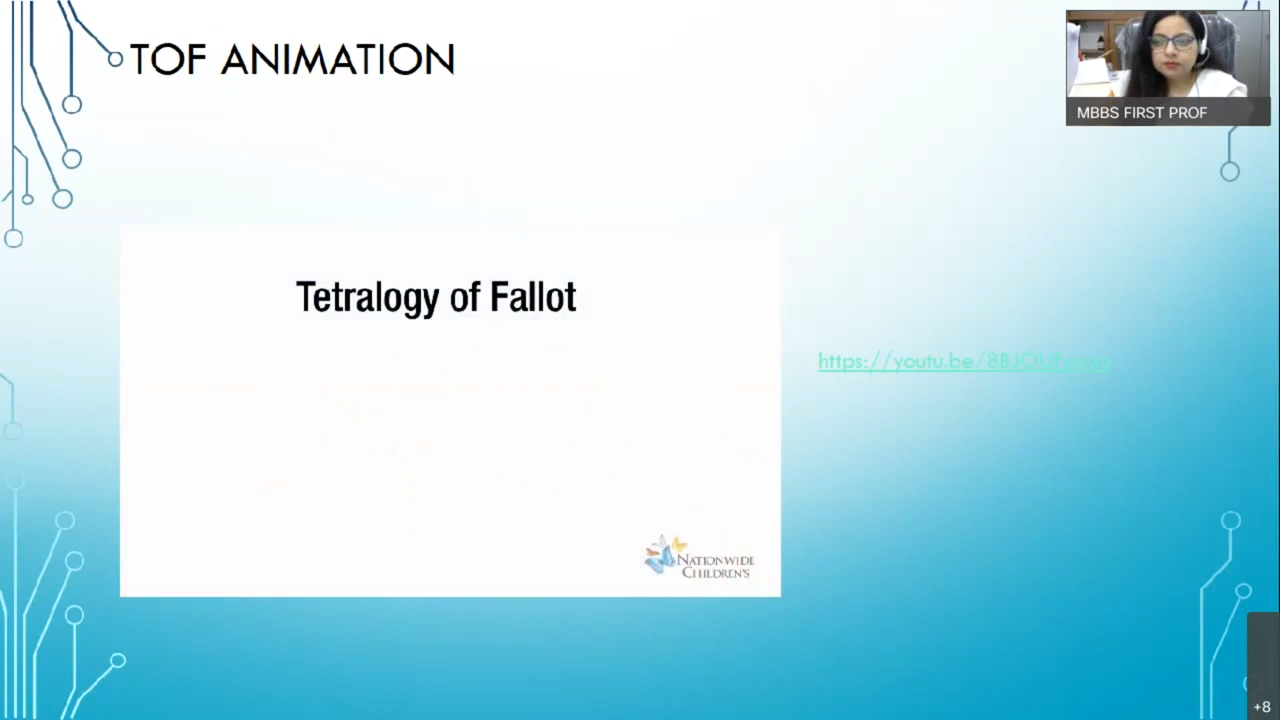 TOF ANIMATION
MBBS FIRST PROF
Tetralogy of Fallot
NATIONWIDE
CHILDREN'S
+8